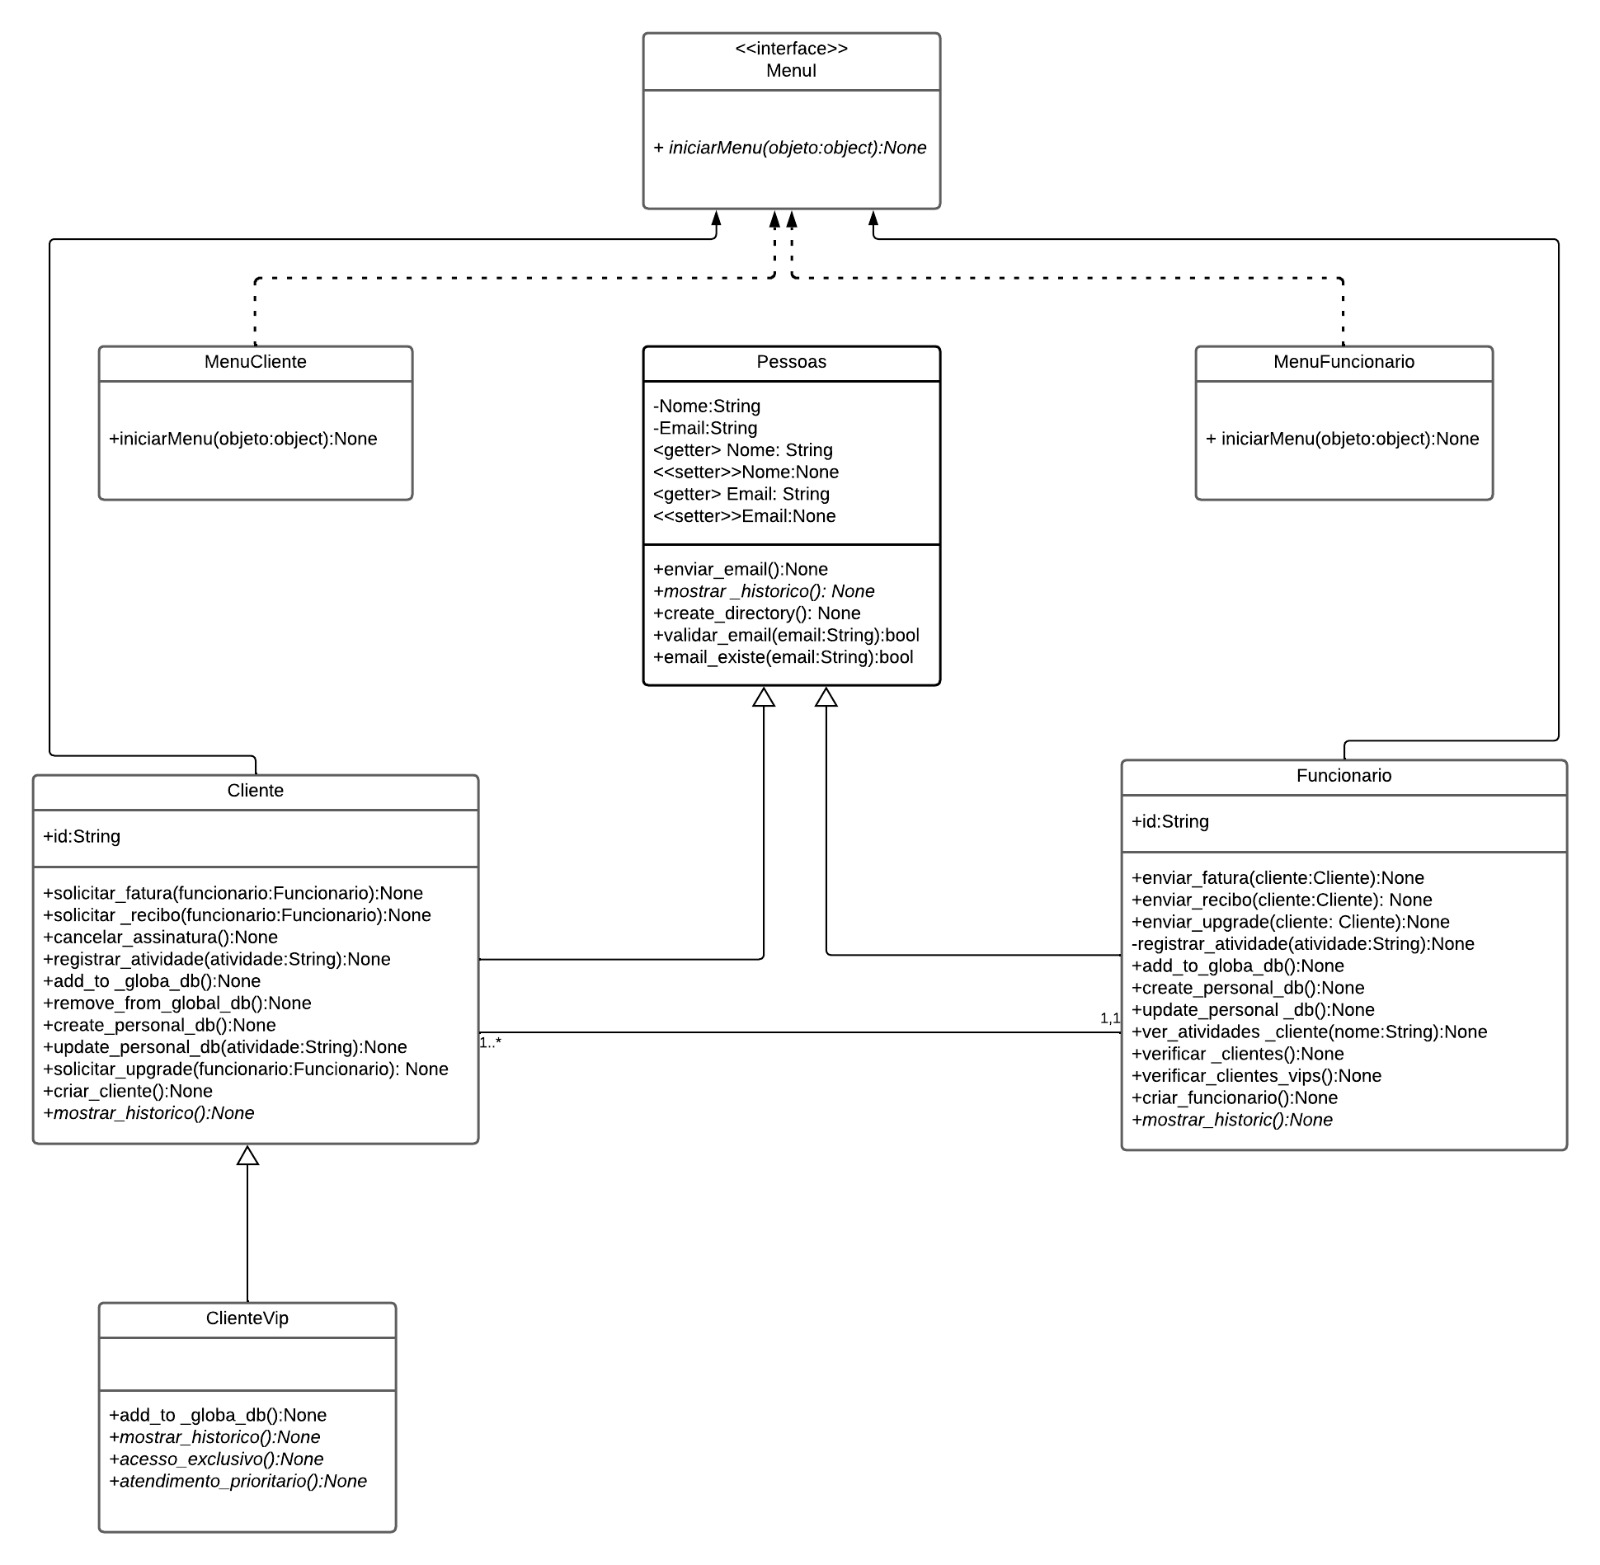 <<interface>>
MenuI
+ iniciarMenu(objeto:object):None
MenuCliente
+iniciarMenu(objeto:object):None
Pessoas
-Nome:String
-Email:String
<getter> Nome: String
<<setter>>Nome:None
<getter> Email: String
<<setter>>Email:None
+enviar_email():None
+mostrar _historico(): None
+create_directory(): None
+validar_email(email:String):bool
+email_existe(email:String):bool
MenuFuncionario
+ iniciarMenu(objeto:object):None
Cliente
+id:String
+solicitar_fatura(funcionario:Funcionario):None
+solicitar _recibo(funcionario:Funcionario):None
+cancelar_assinatura():None
+registrar_atividade(atividade:String):None
+add_to _globa_db():None
+remove_from_global_db():None
+create_personal_db():None
+update_personal_db(atividade:String):None
+solicitar_upgrade(funcionario:Funcionario): None
+criar_cliente():None
+mostrar_historico():None
1..*
1,1
Funcionario
+id:String
+enviar_fatura(cliente:Cliente):None
+enviar_recibo(cliente:Cliente): None
+enviar_upgrade(cliente: Cliente):None
-registrar_atividade(atividade:String):None
+add_to_globa_db():None
+create_personal_db():None
+update_personal _db():None
+ver_atividades _cliente(nome:String):None
+verificar _clientes():None
+verificar_clientes_vips():None
+criar_funcionario():None
+mostrar_historic():None
ClienteVip
+add_to _globa_db():None
+mostrar_historico():None
+acesso_exclusivo():None
+atendimento_prioritario():None